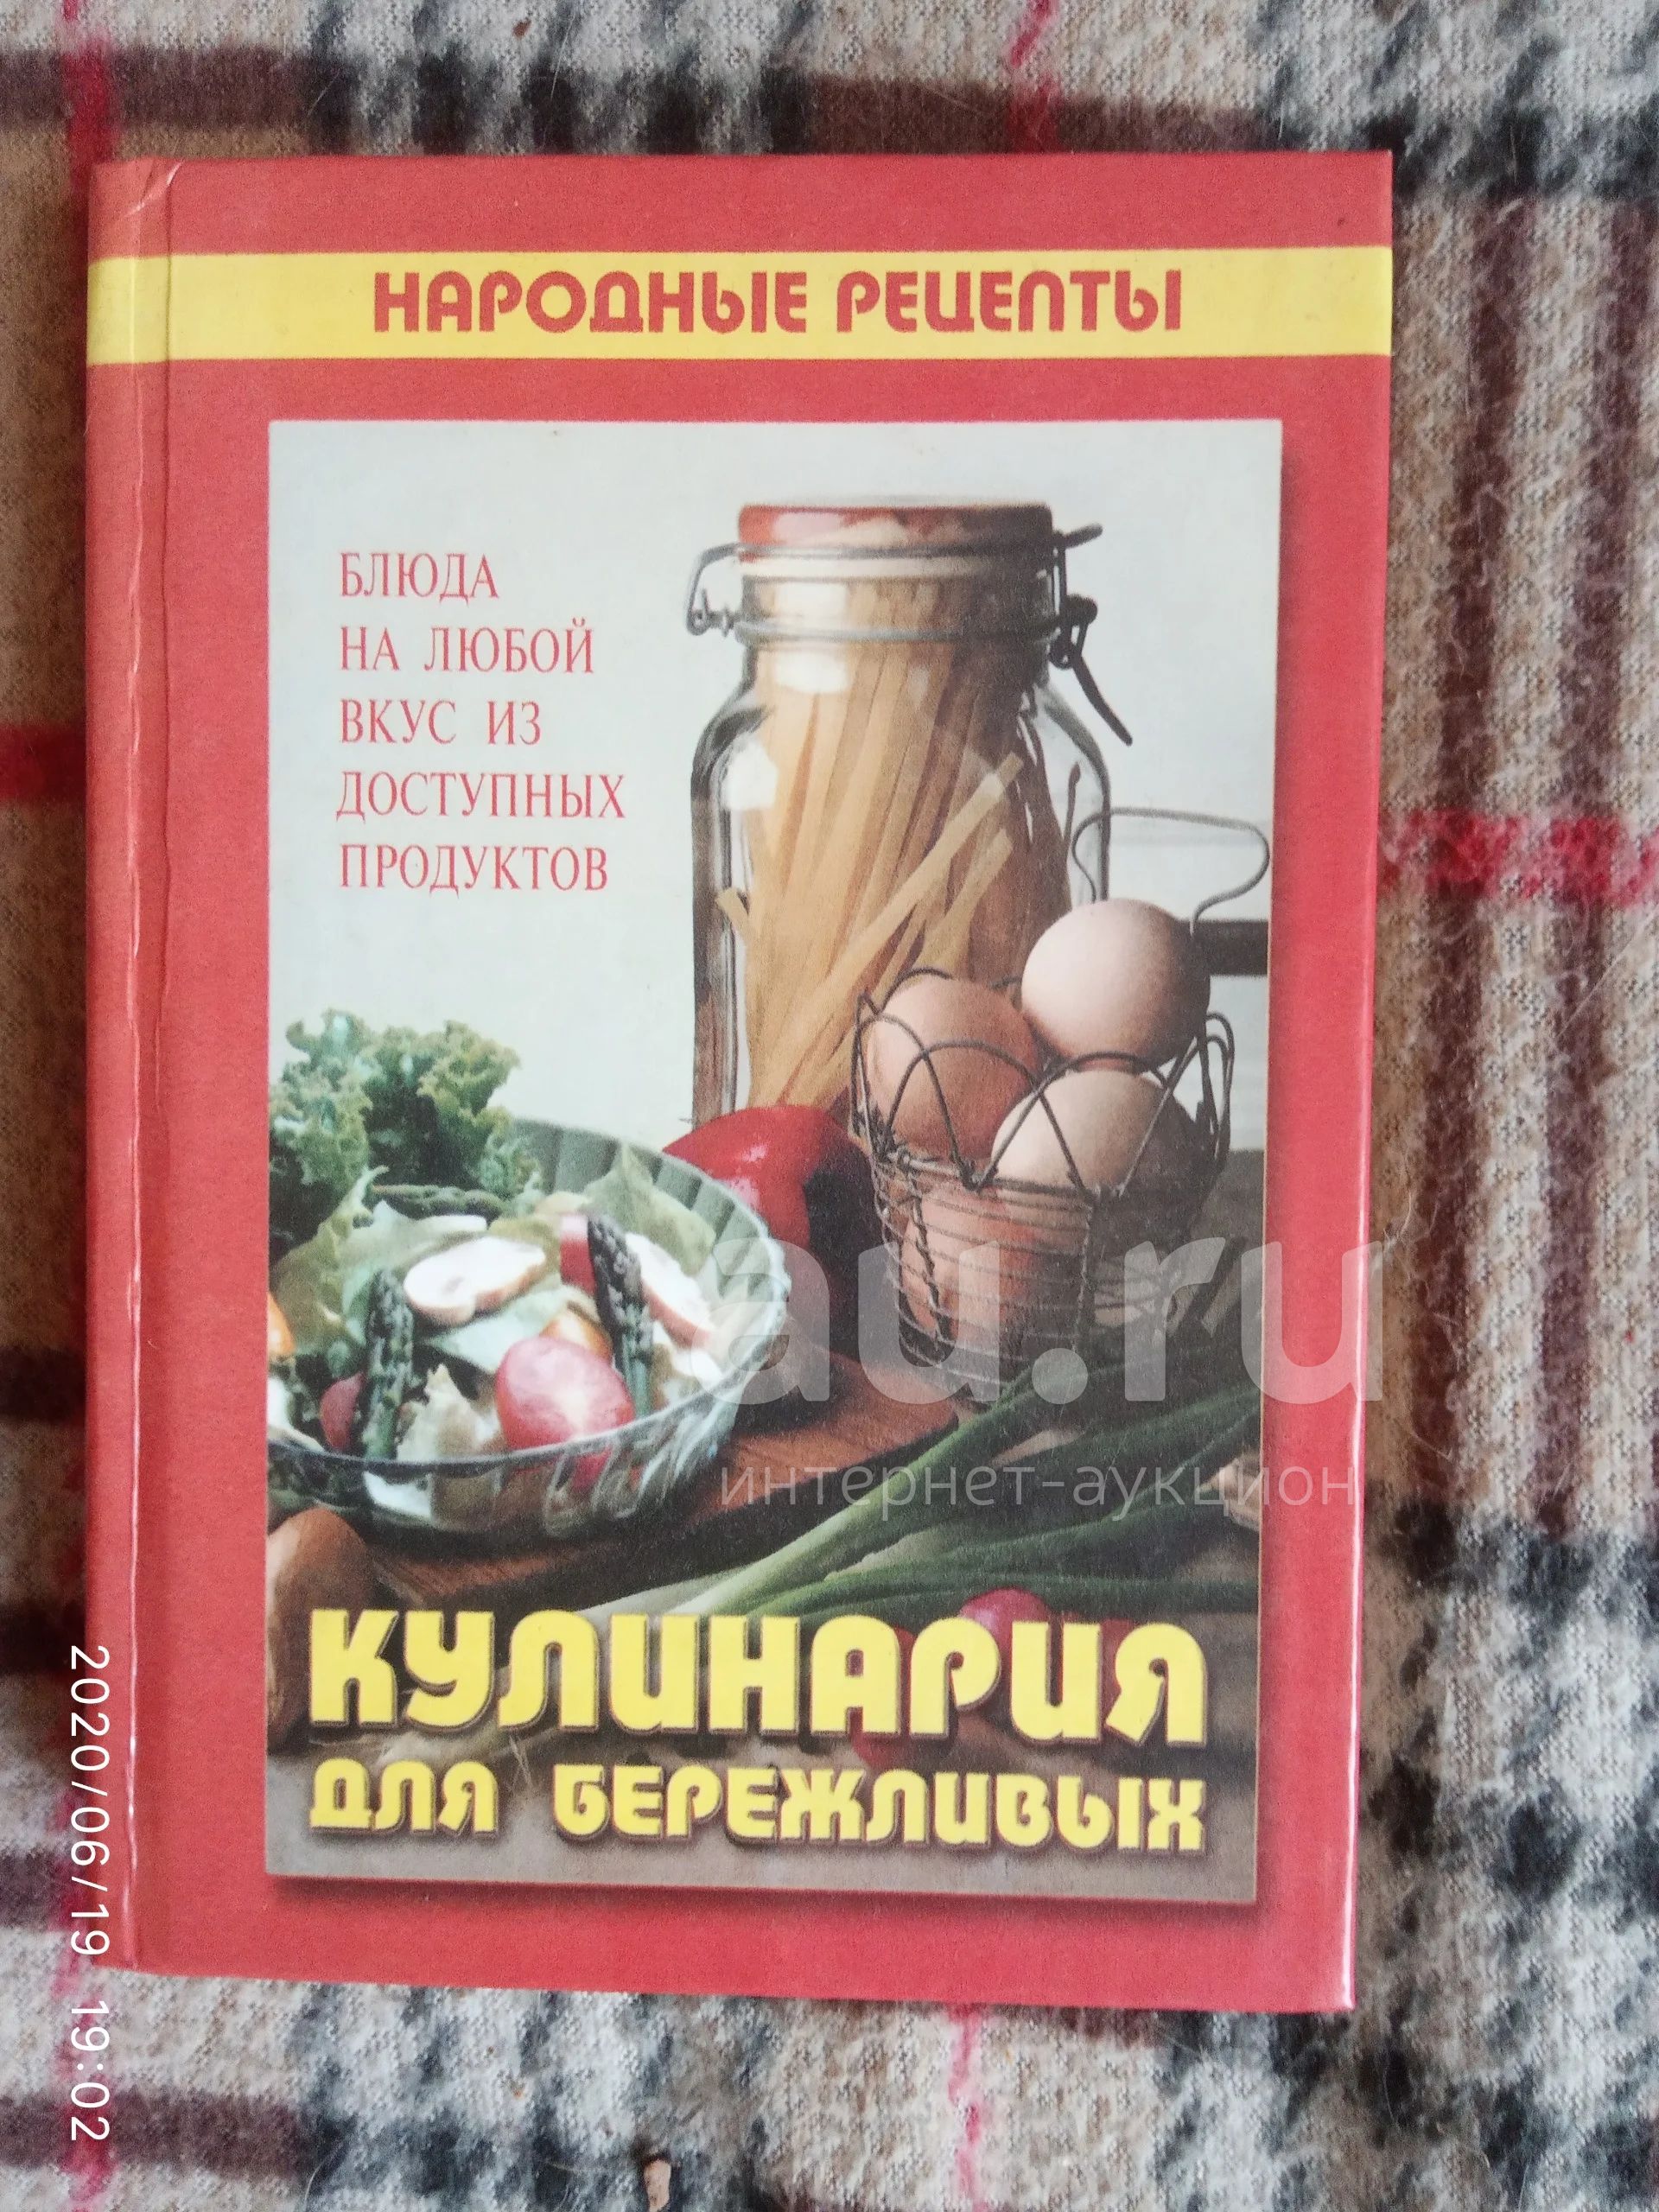 НАРОДНЫЕ РЕЦЕПТЫ
БЛЮДА
НА ЛЮБОЙ
ВКУС ИЗ
ДОСТУПНЫХ
ПРОДУКТОВ
au.ru
интернет-аукцион
КУЛИНАРИЯ
ДЛЯ БЕРЕЖЛИВЫХ
2020/06/19 19:02